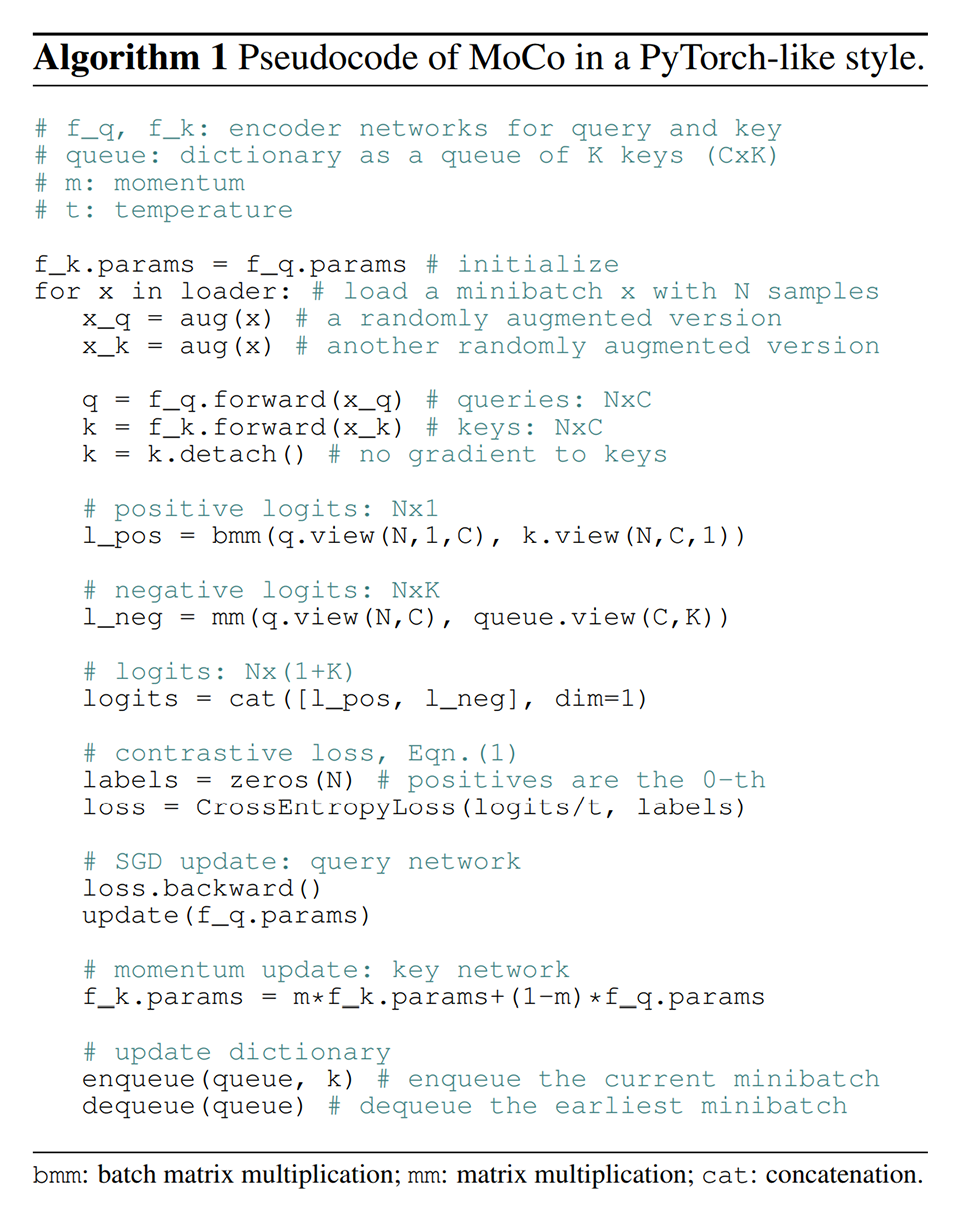 Algorithm 1 Pseudocode of MoCo in a PyTorch-like style.
# f_q, f_k: encoder networks for query and key
# queue: dictionary as a queue of K keys (CxK)
# m: momentum
# t: temperature
f_k.params = f_q.params # initialize
for x in loader: # load a minibatch x with N samples
x_q = aug(x) # a randomly augmented version
x_k = aug(x) # another randomly augmented version
q = f_q.forward(x_q) # queries: NxC
k = f_k.forward(x_k) # keys: NxC
k = k.detach() # no gradient to keys
# positive logits: Nx1
l_pos = bmm(q.view(N,1,C), k.view(N,C,1))
# negative logits: NxK
l_neg = mm(q.view(N,C), queue.view(C,K))
# logits: Nx(1+K)
logits = cat([l_pos, l_neg], dim=1)
# contrastive loss, Eqn.(1)
labels = zeros(N) # positives are the 0-th
loss = CrossEntropyLoss(logits/t, labels)
# SGD update: query network
loss.backward()
update(f_q.params)
# momentum update: key network
f_k.params = m*f_k.params+(1-m)*f_q.params
# update dictionary
enqueue(queue, k) # enqueue the current minibatch
dequeue(queue) # dequeue the earliest minibatch
bmm: batch matrix multiplication; mm: matrix multiplication; cat: concatenation.